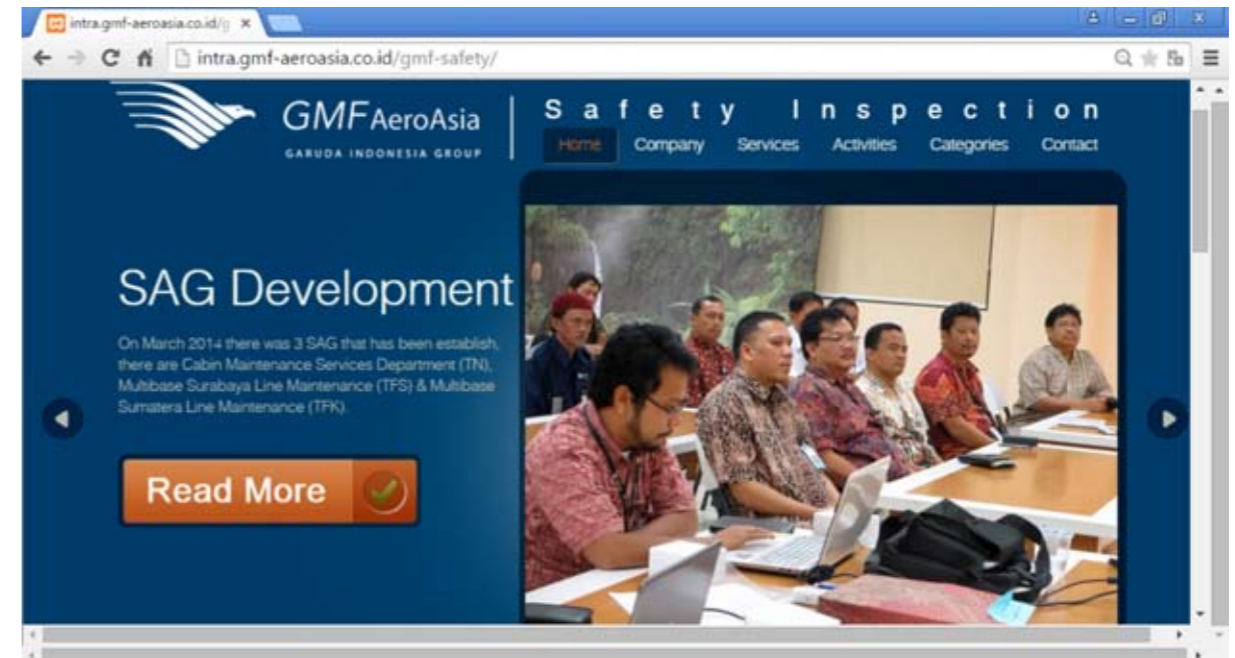 intra.gmf-aeroasia.co.id/g
intra.gmf-aeroasia.co.id/gmf-safety/
GMF AeroAsia
GARUDA INDONESIA GROUP
Safety Inspection
Home Company Services Activities Categories Contact
SAG Development
On March 2014 there was 3 SAG that has been establish,
there are Cabin Maintenance Services Department (TN),
Multibase Surabaya Line Maintenance (TFS) & Multibase
Sumatera Line Maintenance (TFK).
Read More